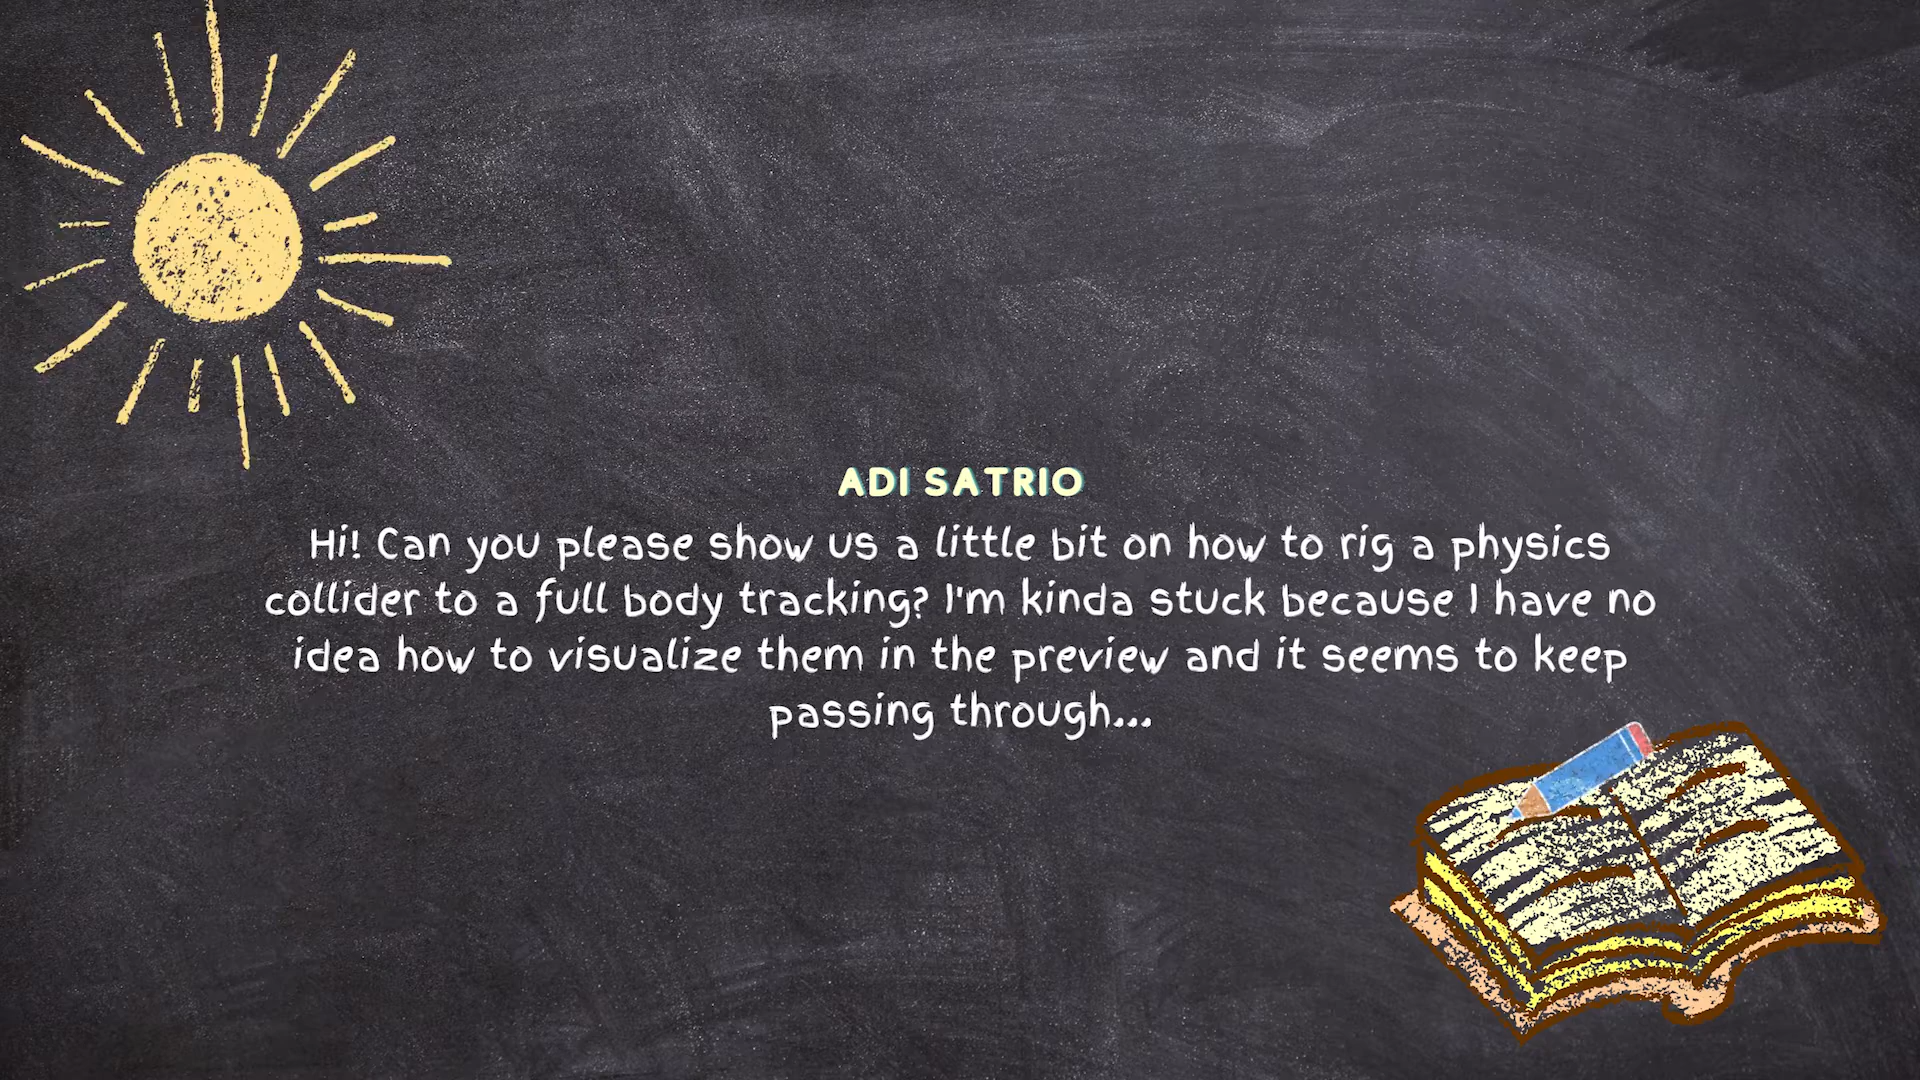 ADI SATRIO
Hi! Can you please show us a little bit on how to rig a physics
collider to a full body tracking? I'm kinda stuck because I have no
idea how to visualize them in the preview and it seems to keep
passing through...